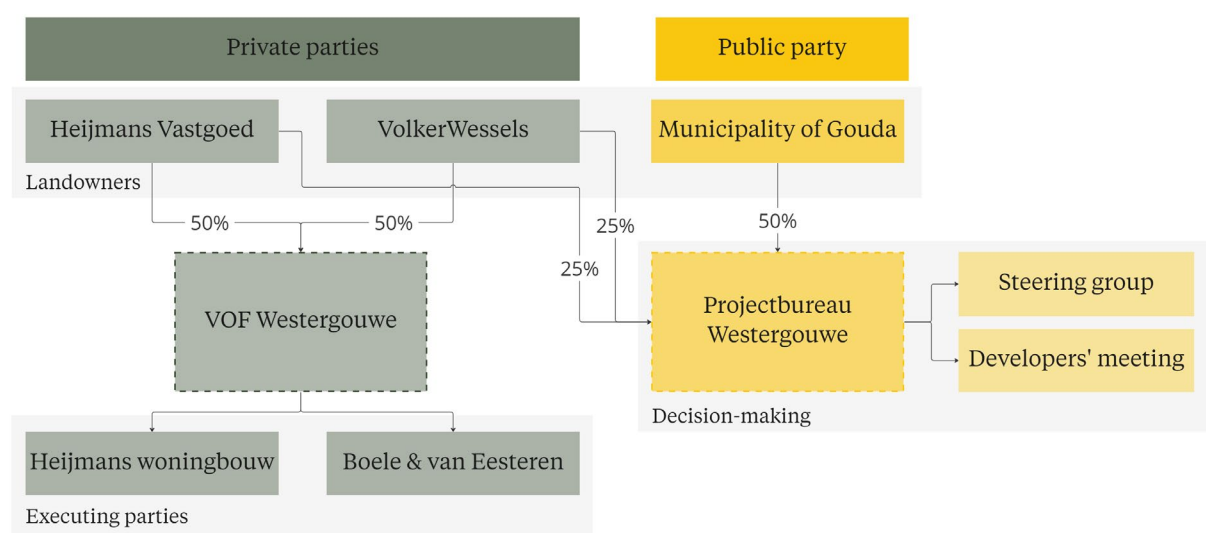 Private parties
Public party
Heijmans Vastgoed
VolkerWessels
Municipality of Gouda
Landowners
50%
50%
25%
50%
25%
VOF Westergouwe
Projectbureau
Westergouwe
Steering group
Developers' meeting
Decision-making
Heijmans woningbouw
Boele & van Eesteren
Executing parties